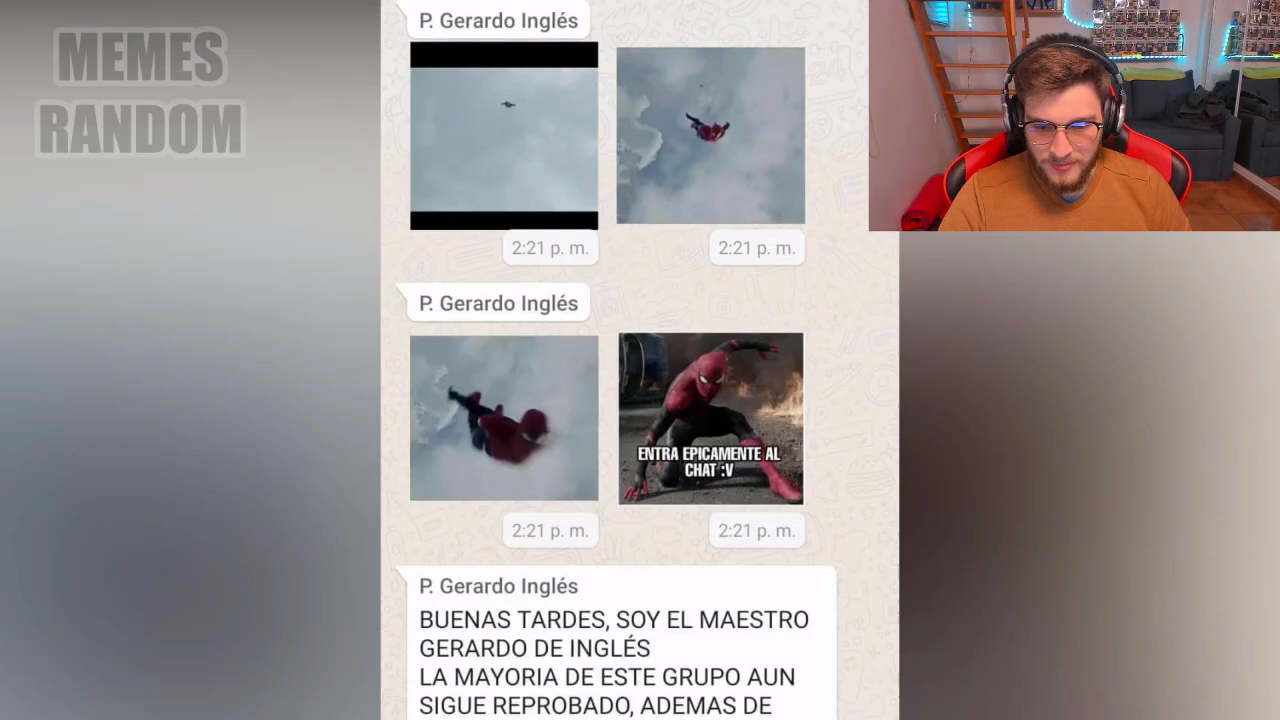 MEMES
RANDOM
P. Gerardo Inglés
2:21 p. m.
2:21 p. m.
P. Gerardo Inglés
ENTRA EPICAMENTE AL
CHAT :V
2:21 p. m.
2:21 p. m.
P. Gerardo Inglés
BUENAS TARDES, SOY EL MAESTRO
GERARDO DE INGLÉS
LA MAYORIA DE ESTE GRUPO AUN
SIGUE REPROBADO, ADEMAS DE